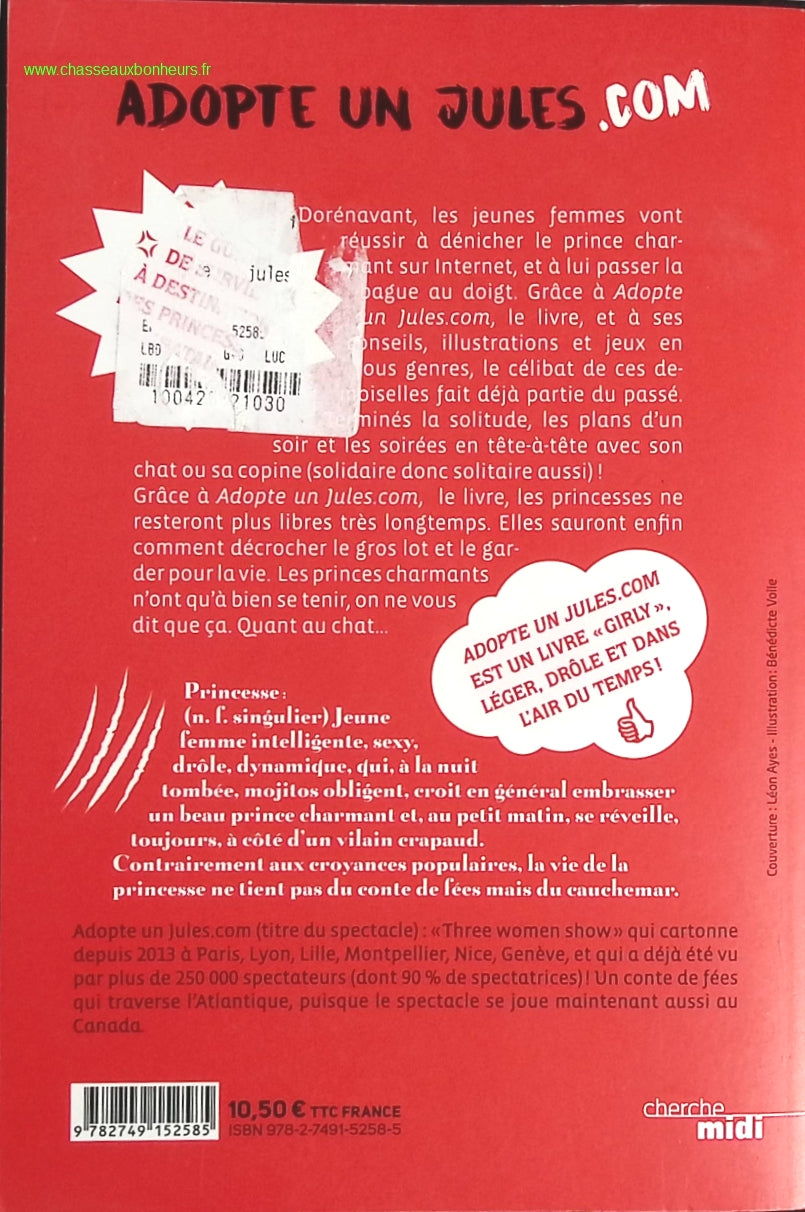 www.chasseauxbonheurs.fr
ADOPTE UN JULES .COM
Dorénavant, les jeunes femmes vont
réussir à dénicher le prince char-
mant sur Internet, et à lui passer la
bague au doigt. Grâce à Adopte
un Jules.com, le livre, et à ses
conseils, illustrations et jeux en
tous genres, le célibat de ces de-
moiselles fait déjà partie du passé.
Terminés la solitude, les plans d'un
soir et les soirées en tête-à-tête avec son
chat ou sa copine (solidaire donc solitaire aussi) !
Grâce à Adopte un Jules.com, le livre, les princesses ne
resteront plus libres très longtemps. Elles sauront enfin
comment décrocher le gros lot et le gar-
der pour la vie. Les princes charmants
n'ont qu'à bien se tenir, on ne vous
dit que ça. Quant au chat...
LE
DE
À
DES PRINCESS
jules
5258
LBD LUC
10042 21030
ADOPTE UN JULES.COM
EST UN LIVRE « GIRLY »,
LÉGER, DRÔLE ET DANS
L'AIR DU TEMPS !
Princesse :
(n. f. singulier) Jeune
femme intelligente, sexy,
drôle, dynamique, qui, à la nuit
tombée, mojitos obligent, croit en général embrasser
un beau prince charmant et, au petit matin, se réveille,
toujours, à côté d'un vilain crapaud.
Contrairement aux croyances populaires, la vie de la
princesse ne tient pas du conte de fées mais du cauchemar.
Adopte un Jules.com (titre du spectacle) : «Three women show» qui cartonne
depuis 2013 à Paris, Lyon, Lille, Montpellier, Nice, Genève, et qui a déjà été vu
par plus de 250 000 spectateurs (dont 90 % de spectatrices)! Un conte de fées
qui traverse l'Atlantique, puisque le spectacle se joue maintenant aussi au
Canada.
Couverture : Léon Ayes - Illustration : Bénédicte Voile
9 782749 152585
10,50 € TTC FRANCE
ISBN 978-2-7491-5258-5
cherche
midi